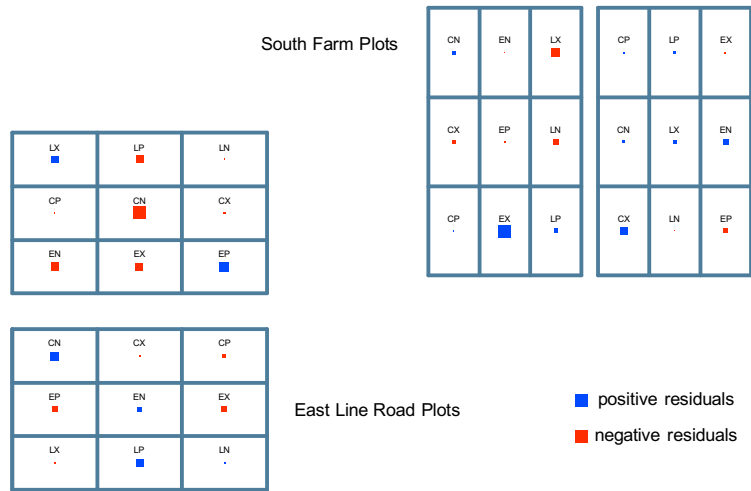 South Farm Plots
CN EN LX
CX EP LN
CP EX LP
CP LP EX
CN LX EN
CX LN EP
LX LP LN
CP CN CX
EN EX EP
CN CX CP
EP EN EX
LX LP LN
East Line Road Plots
positive residuals
negative residuals